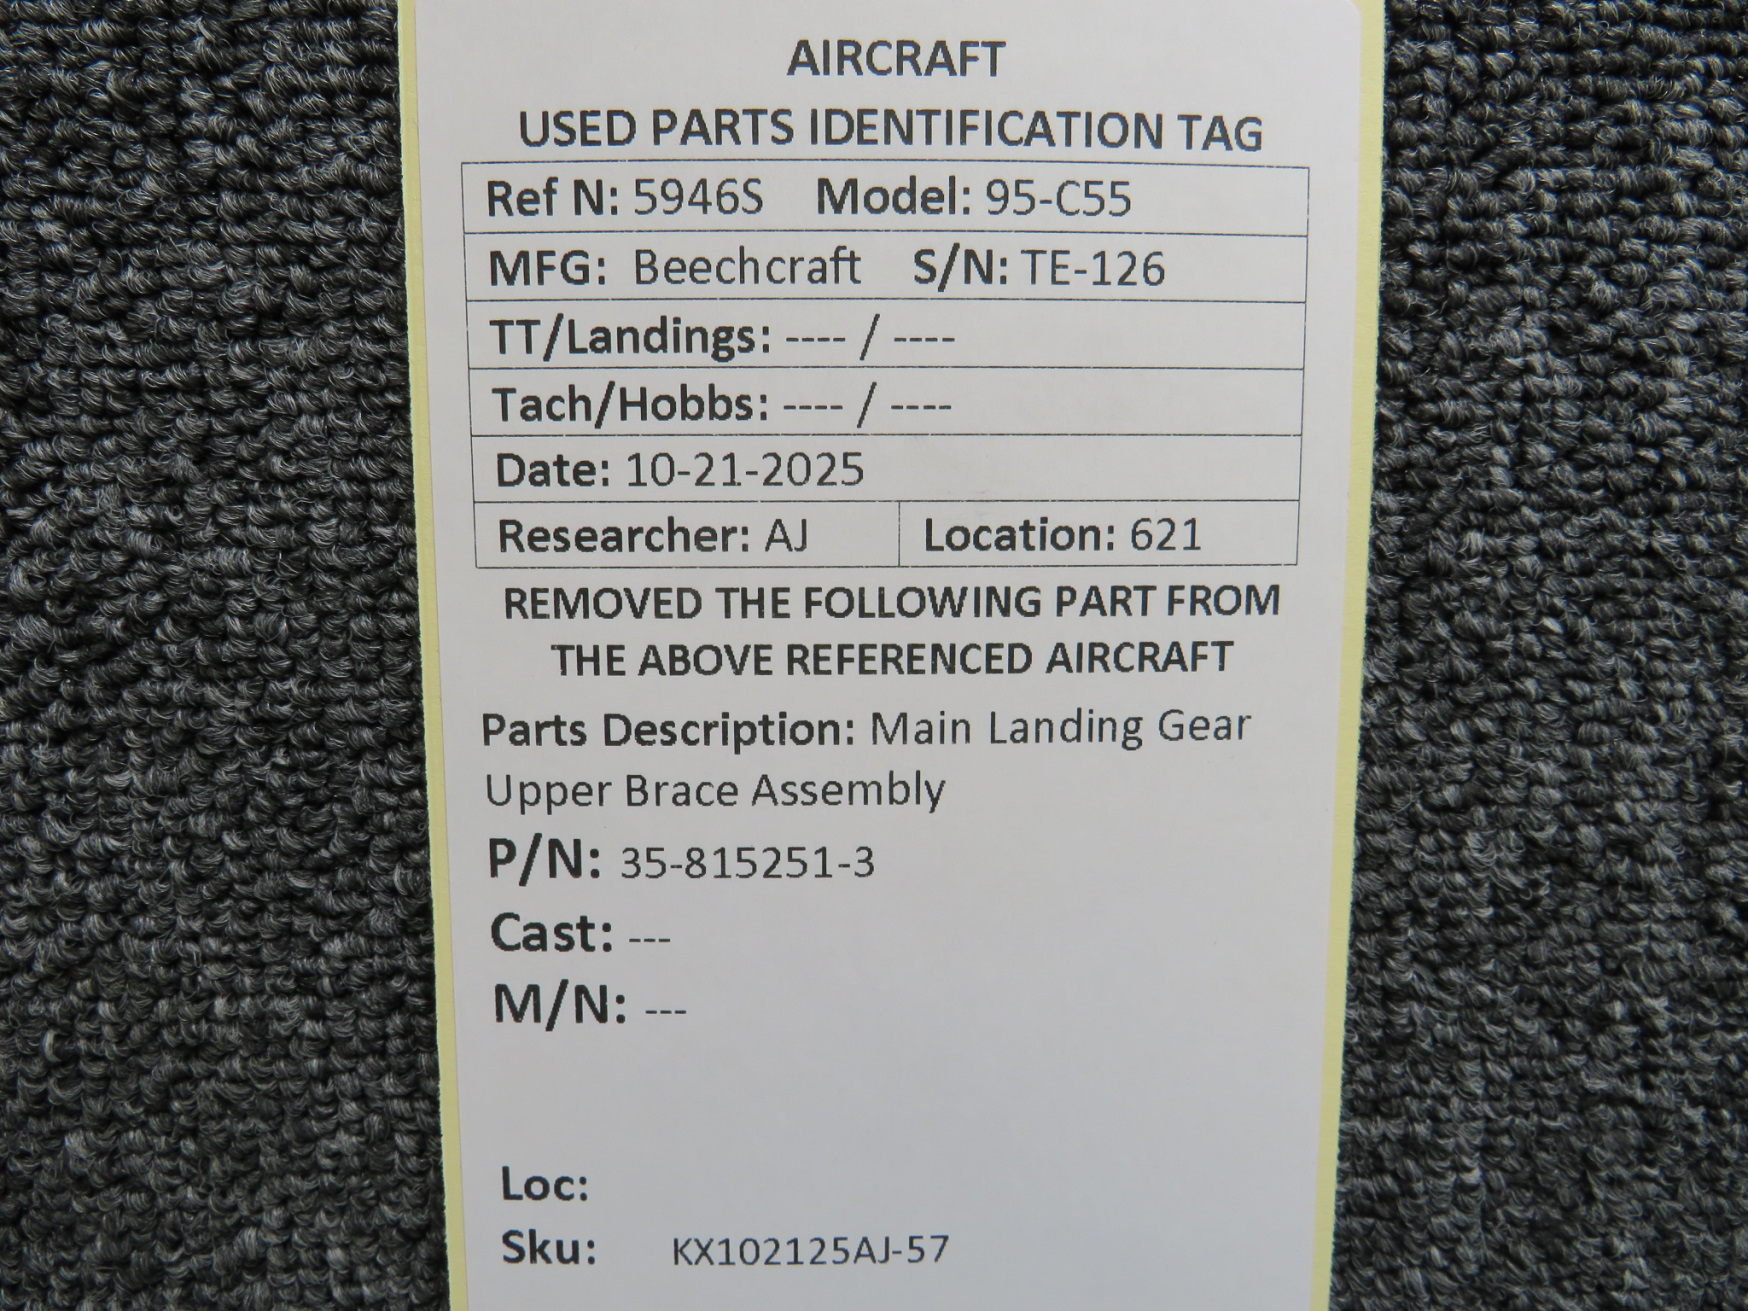 AIRCRAFT
USED PARTS IDENTIFICATION TAG
Ref N: 5946S Model: 95-C55
MFG: Beechcraft S/N: TE-126
TT/Landings: ---- / ----
Tach/Hobbs: ---- / ----
Date: 10-21-2025
Researcher: AJ Location: 621
REMOVED THE FOLLOWING PART FROM
THE ABOVE REFERENCED AIRCRAFT
Parts Description: Main Landing Gear
Upper Brace Assembly
P/N: 35-815251-3
Cast: ---
M/N: ---
Loc:
Sku: KX102125AJ-57